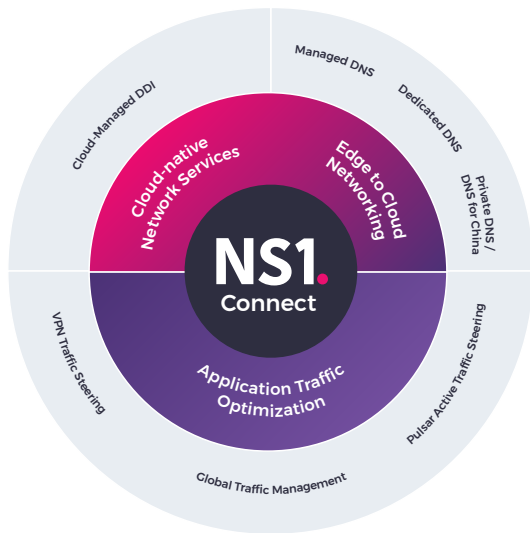 Managed DNS
Dedicated DNS
Private DNS /
DNS for China
Cloud-Managed DDI
Cloud-native
Network Services
Edge to Cloud
Networking
NS1.
Connect
Application Traffic
Optimization
VPN Traffic Steering
Global Traffic Management
Pulsar Active Traffic Steering